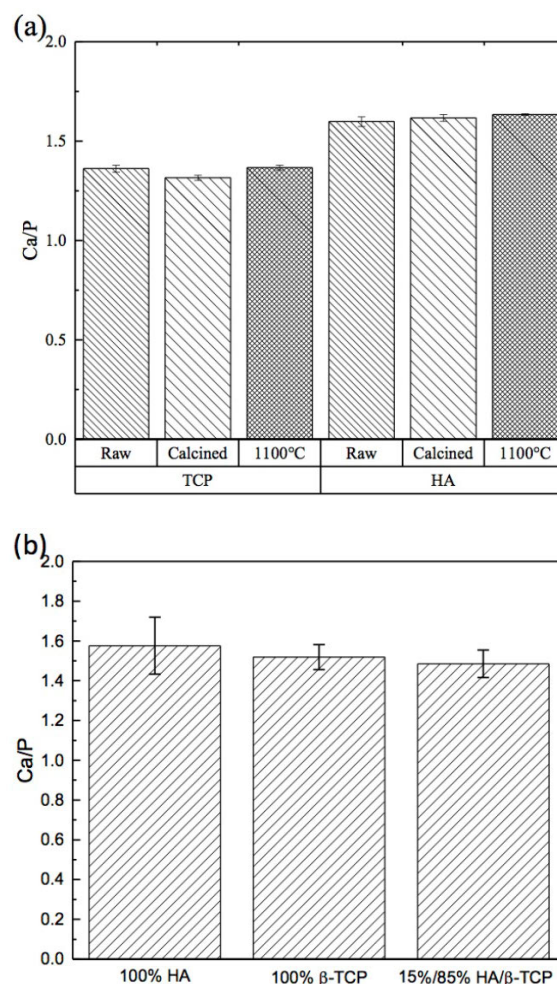 (a)
2.0
1.5
1.0
0.5
0.0
Ca/P
Raw Calcined 1100°C Raw Calcined 1100°C
TCP HA
(b)
2.0
1.8
1.6
1.4
1.2
1.0
0.8
0.6
0.4
0.2
0.0
Ca/P
100% HA 100% β-TCP 15%/85% HA/β-TCP